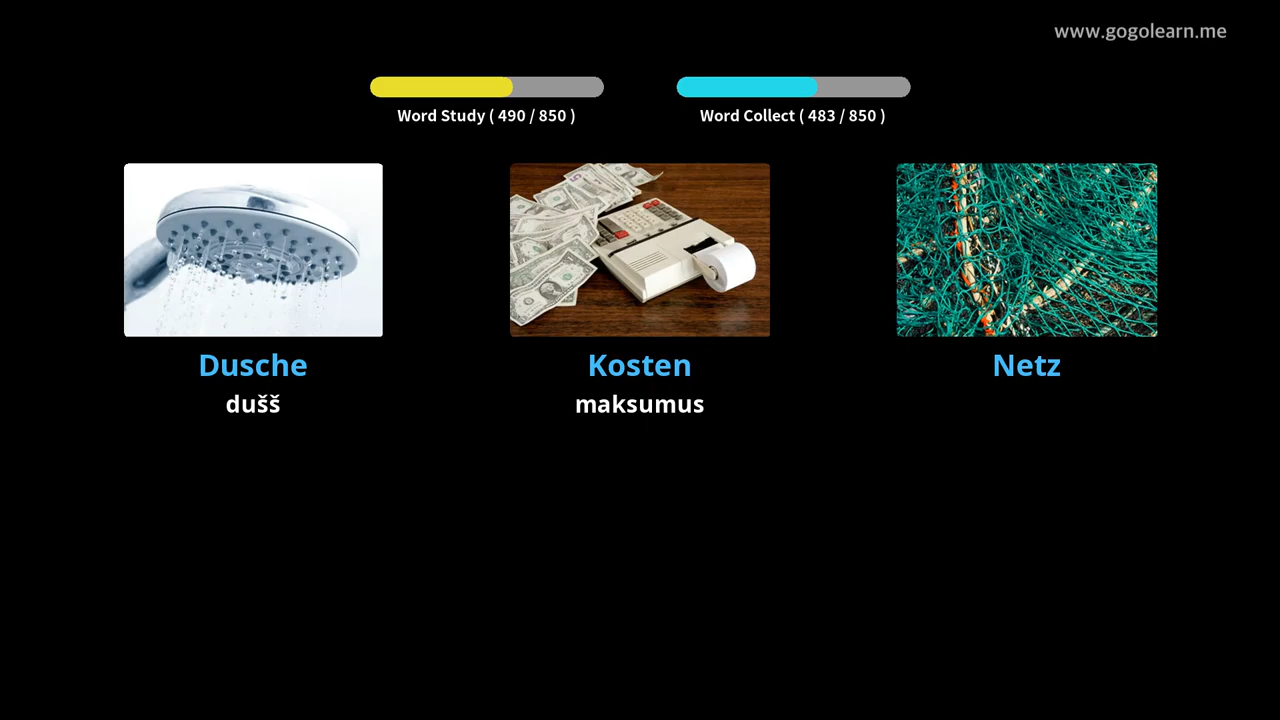 www.gogolearn.me
Word Study ( 490 / 850 )
Word Collect ( 483 / 850 )
Dusche
Kosten
Netz
dušš
maksumus